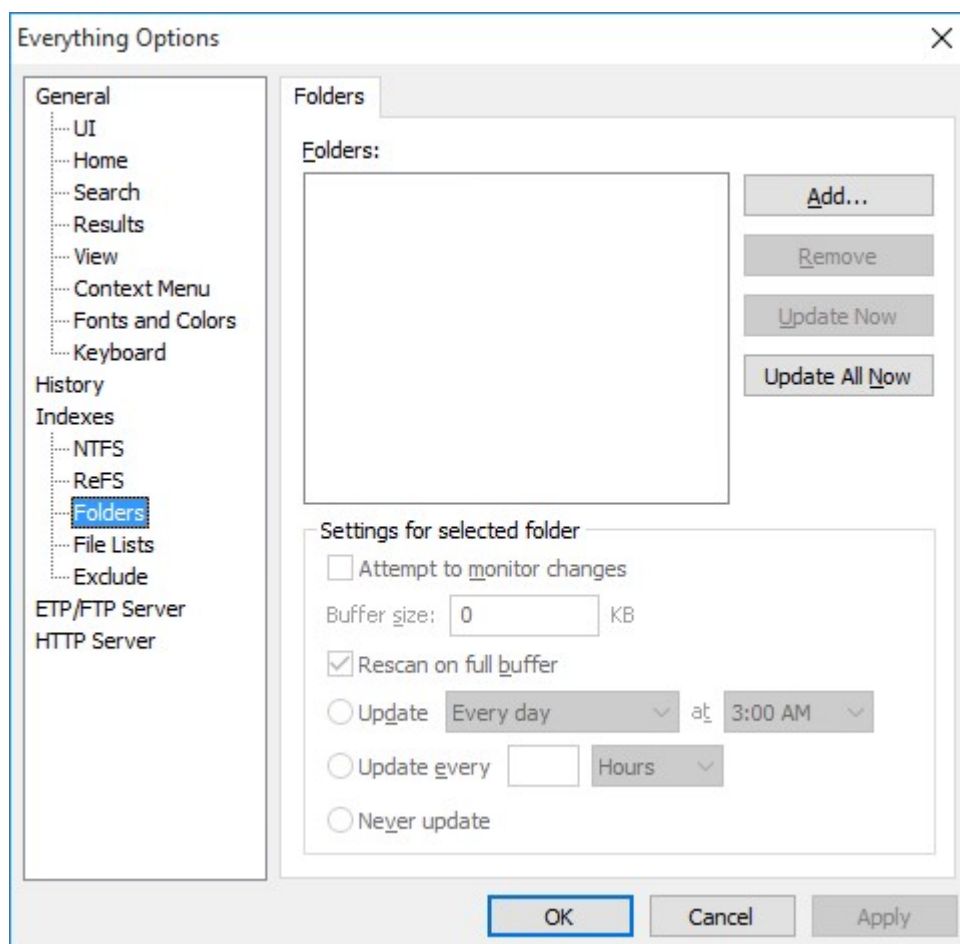 Everything Options
General
UI
Home
Search
Results
View
Context Menu
Fonts and Colors
Keyboard
History
Indexes
NTFS
ReFS
Folders
File Lists
Exclude
ETP/FTP Server
HTTP Server
Folders
Folders:
Add...
Remove
Update Now
Update All Now
Settings for selected folder
Attempt to monitor changes
Buffer size: 0 KB
Rescan on full buffer
Update Every day at 3:00 AM
Update every Hours
Never update
OK Cancel Apply